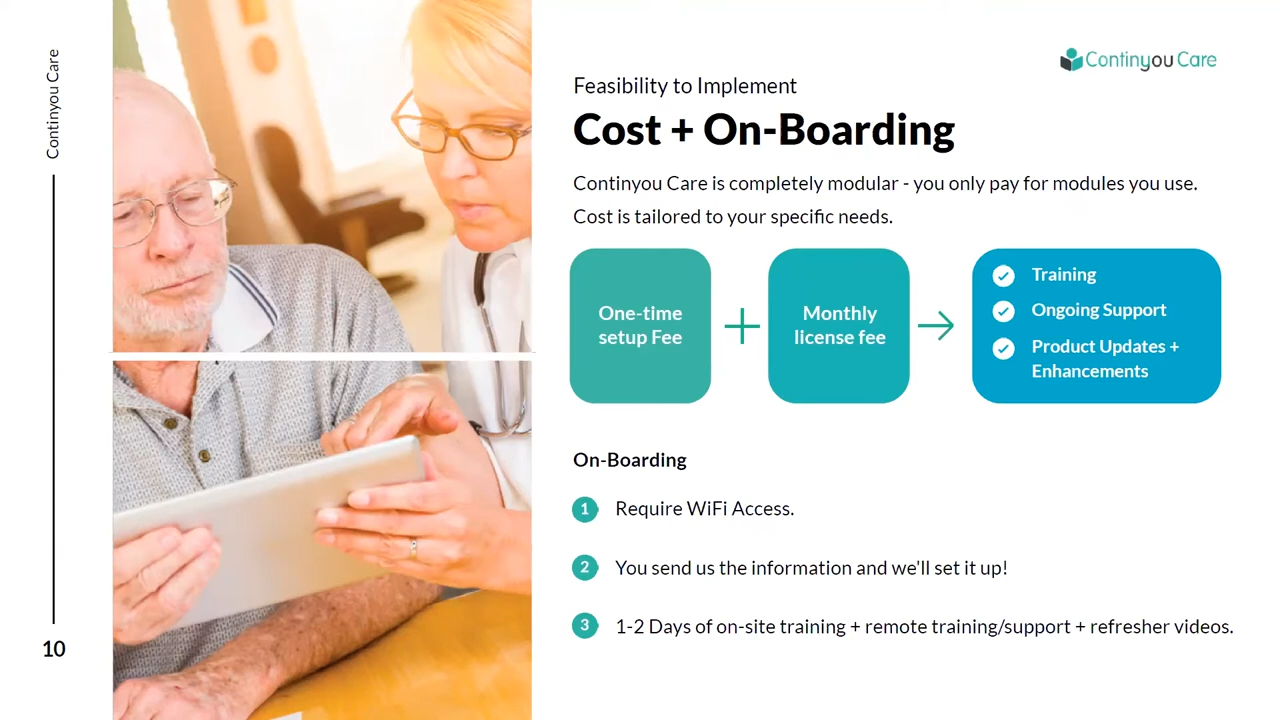 Continyou Care
10
Continyou Care
Feasibility to Implement
Cost + On-Boarding
Continyou Care is completely modular - you only pay for modules you use.
Cost is tailored to your specific needs.
One-time
setup Fee
Monthly
license fee
Training
Ongoing Support
Product Updates +
Enhancements
On-Boarding
1 Require WiFi Access.
2 You send us the information and we'll set it up!
3 1-2 Days of on-site training + remote training/support + refresher videos.